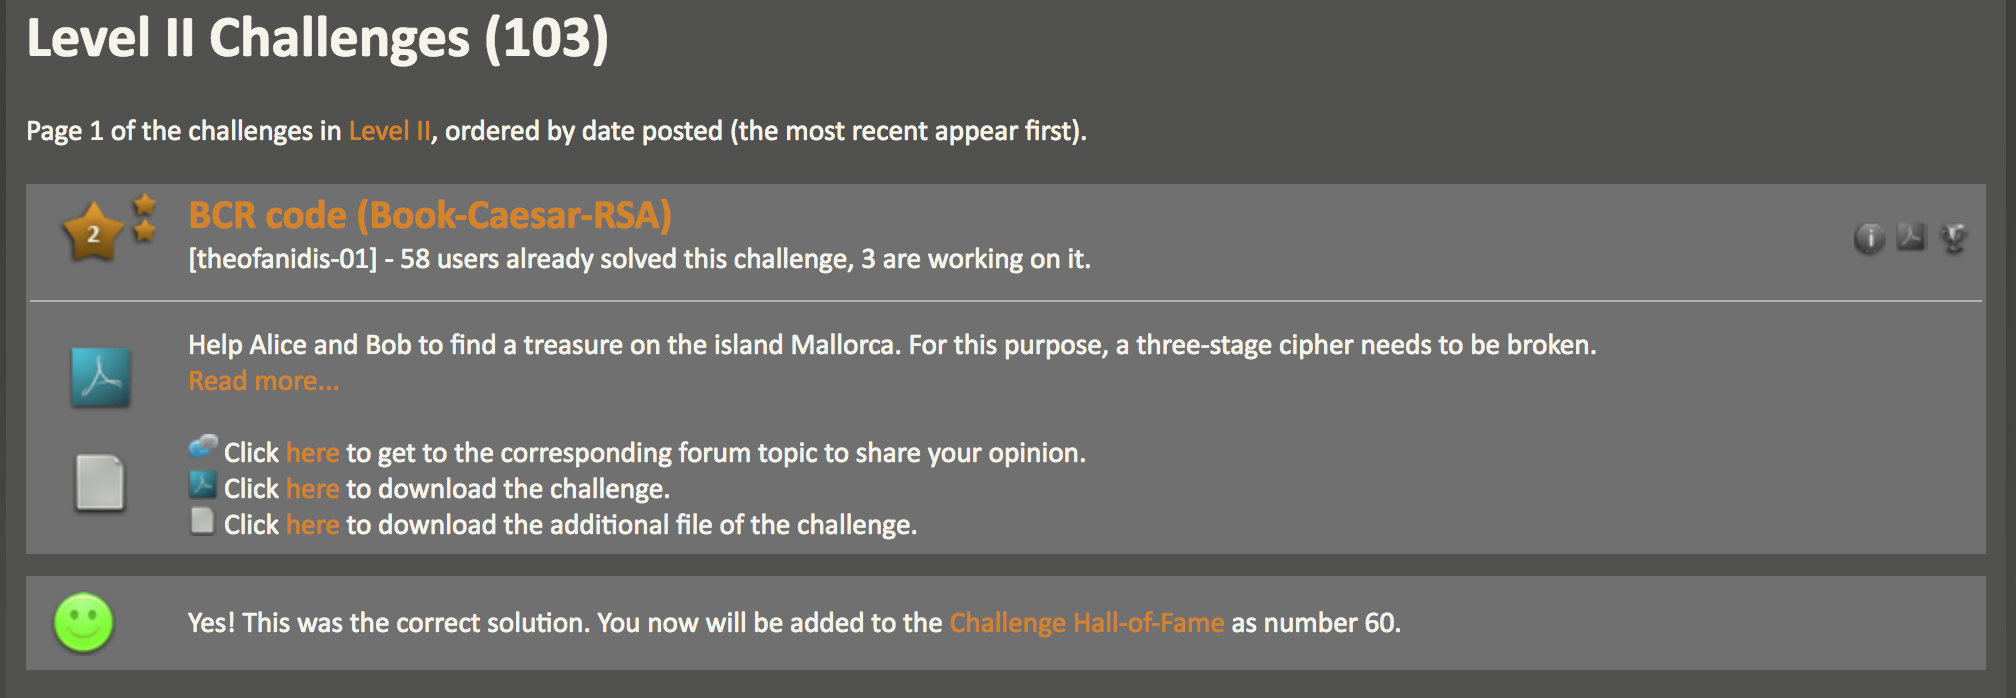 Level II Challenges (103)
Page 1 of the challenges in Level II, ordered by date posted (the most recent appear first).
2
BCR code (Book-Caesar-RSA)
[theofanidis-01] - 58 users already solved this challenge, 3 are working on it.
i
Help Alice and Bob to find a treasure on the island Mallorca. For this purpose, a three-stage cipher needs to be broken.
Read more...
Click here to get to the corresponding forum topic to share your opinion.
Click here to download the challenge.
Click here to download the additional file of the challenge.
Yes! This was the correct solution. You now will be added to the Challenge Hall-of-Fame as number 60.